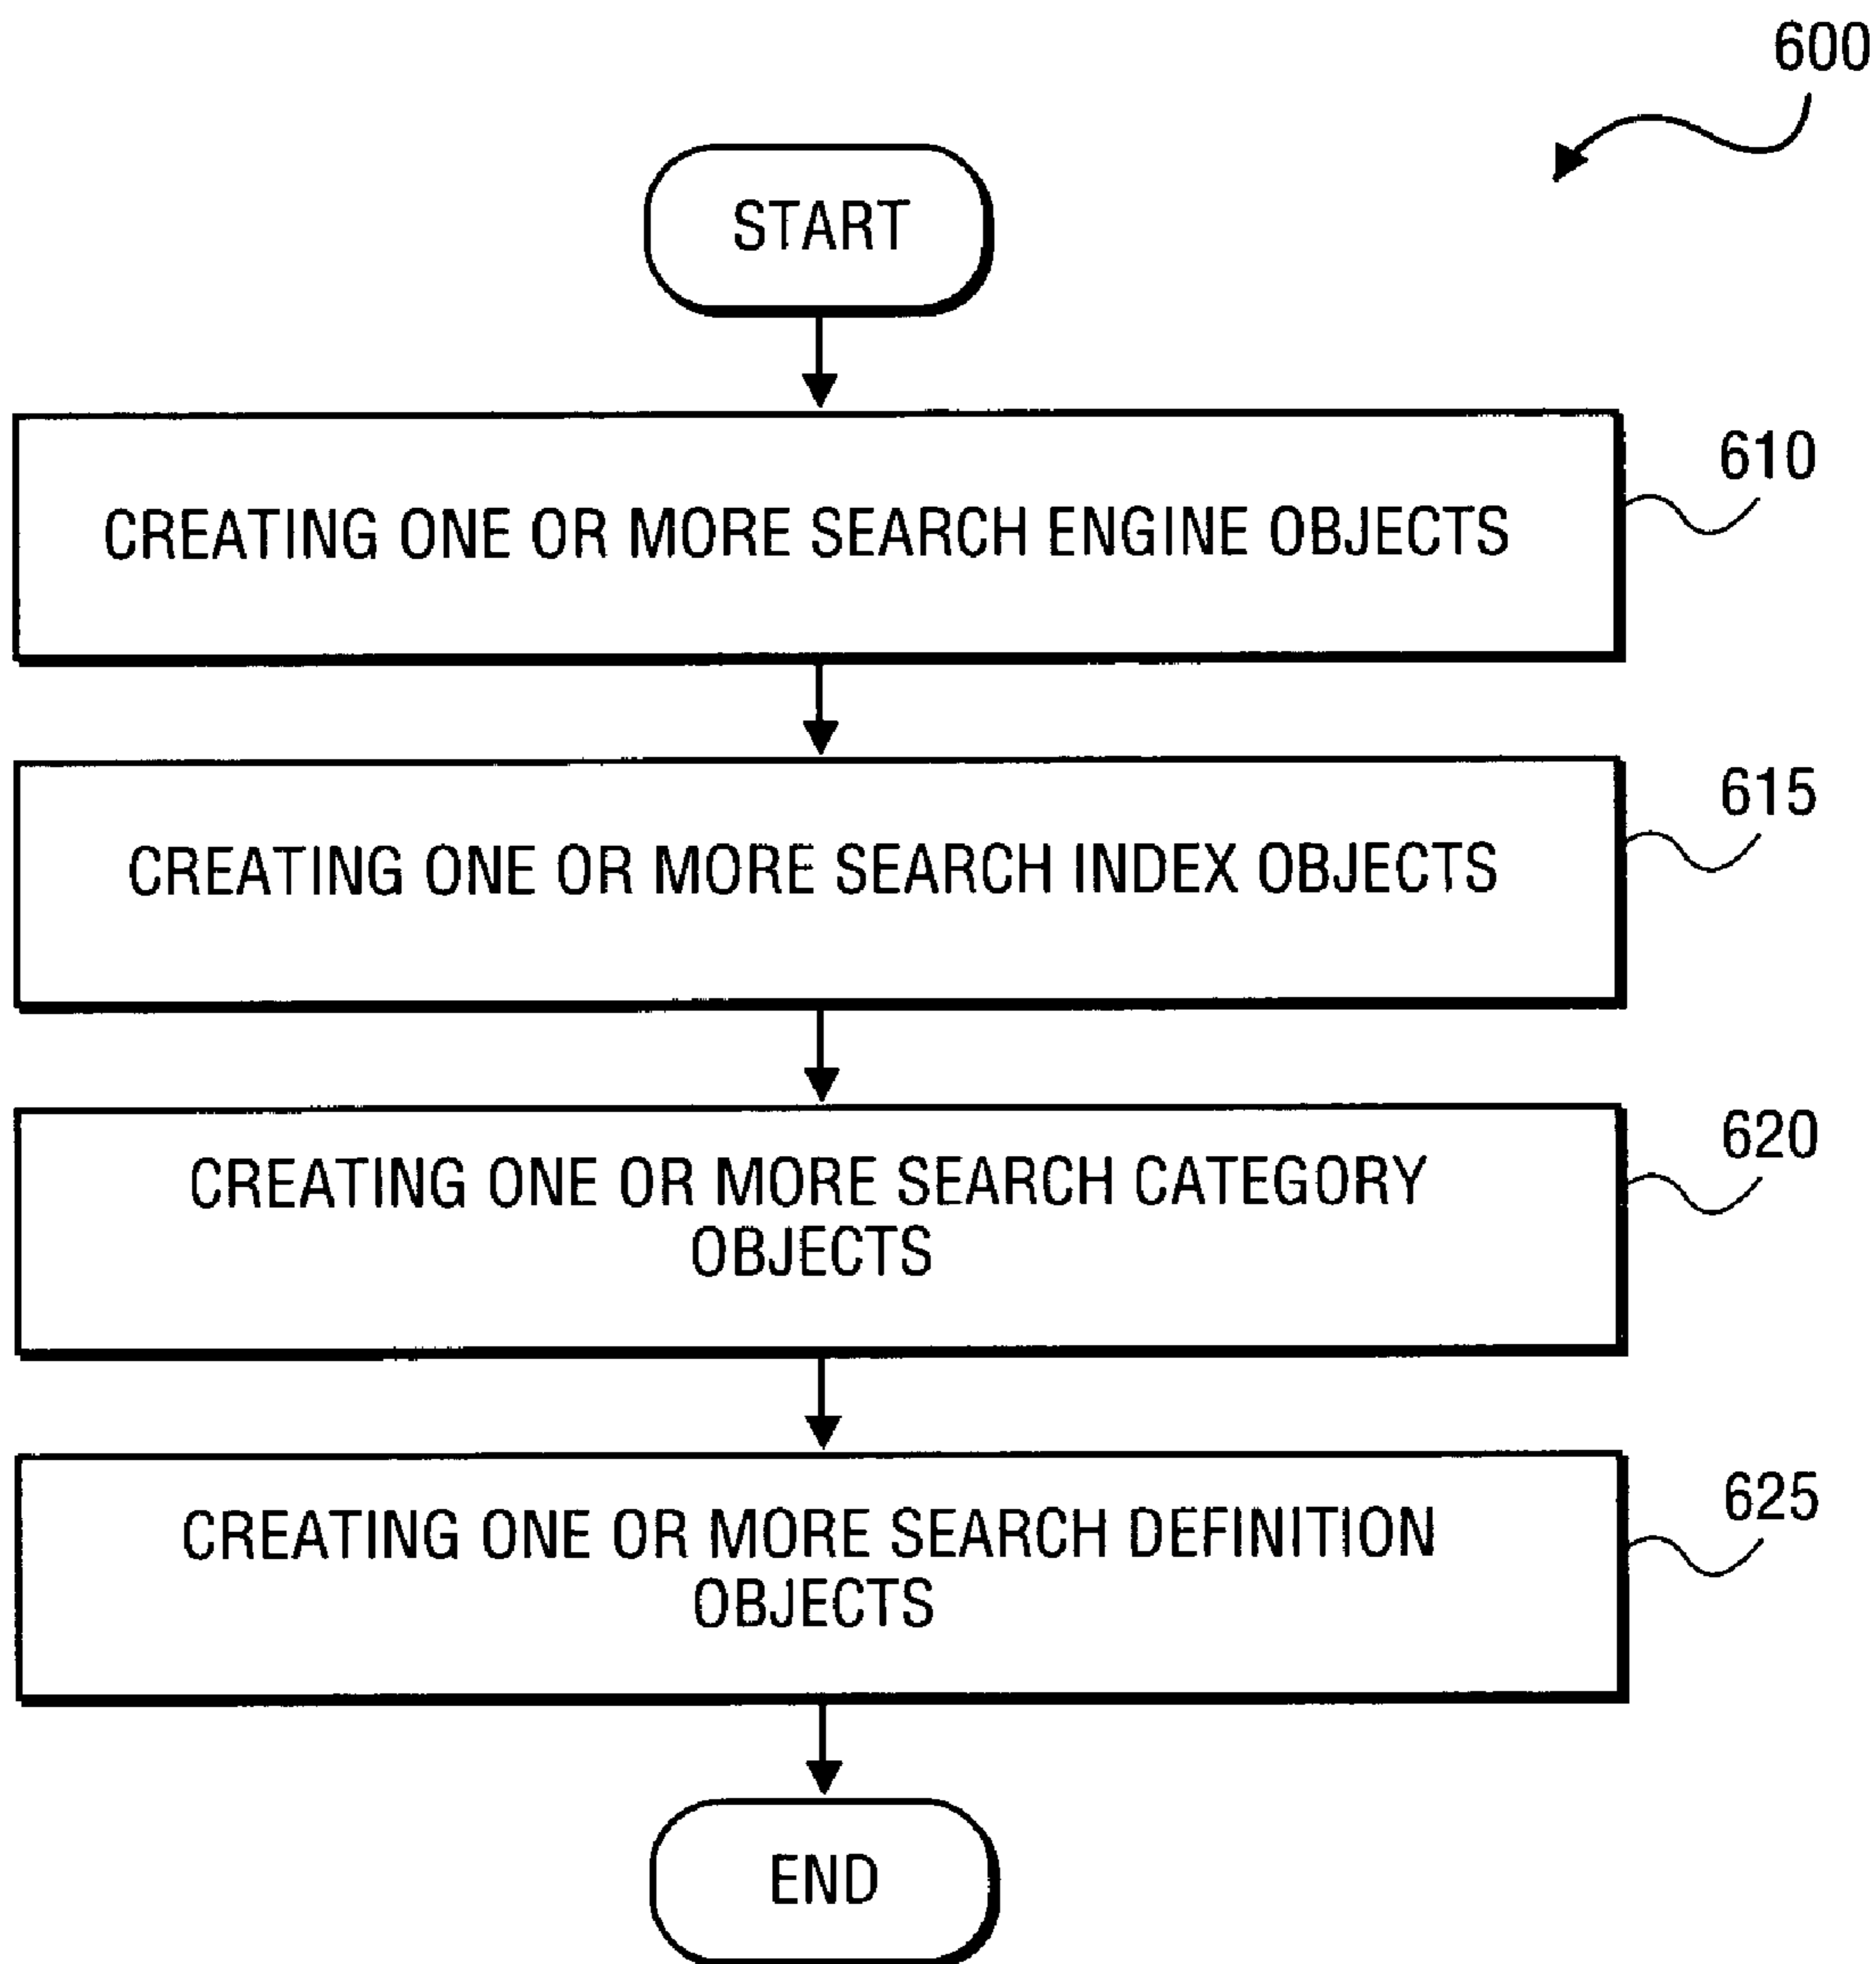 600
START
CREATING ONE OR MORE SEARCH ENGINE OBJECTS
610
CREATING ONE OR MORE SEARCH INDEX OBJECTS
615
CREATING ONE OR MORE SEARCH CATEGORY
OBJECTS
620
CREATING ONE OR MORE SEARCH DEFINITION
OBJECTS
625
END